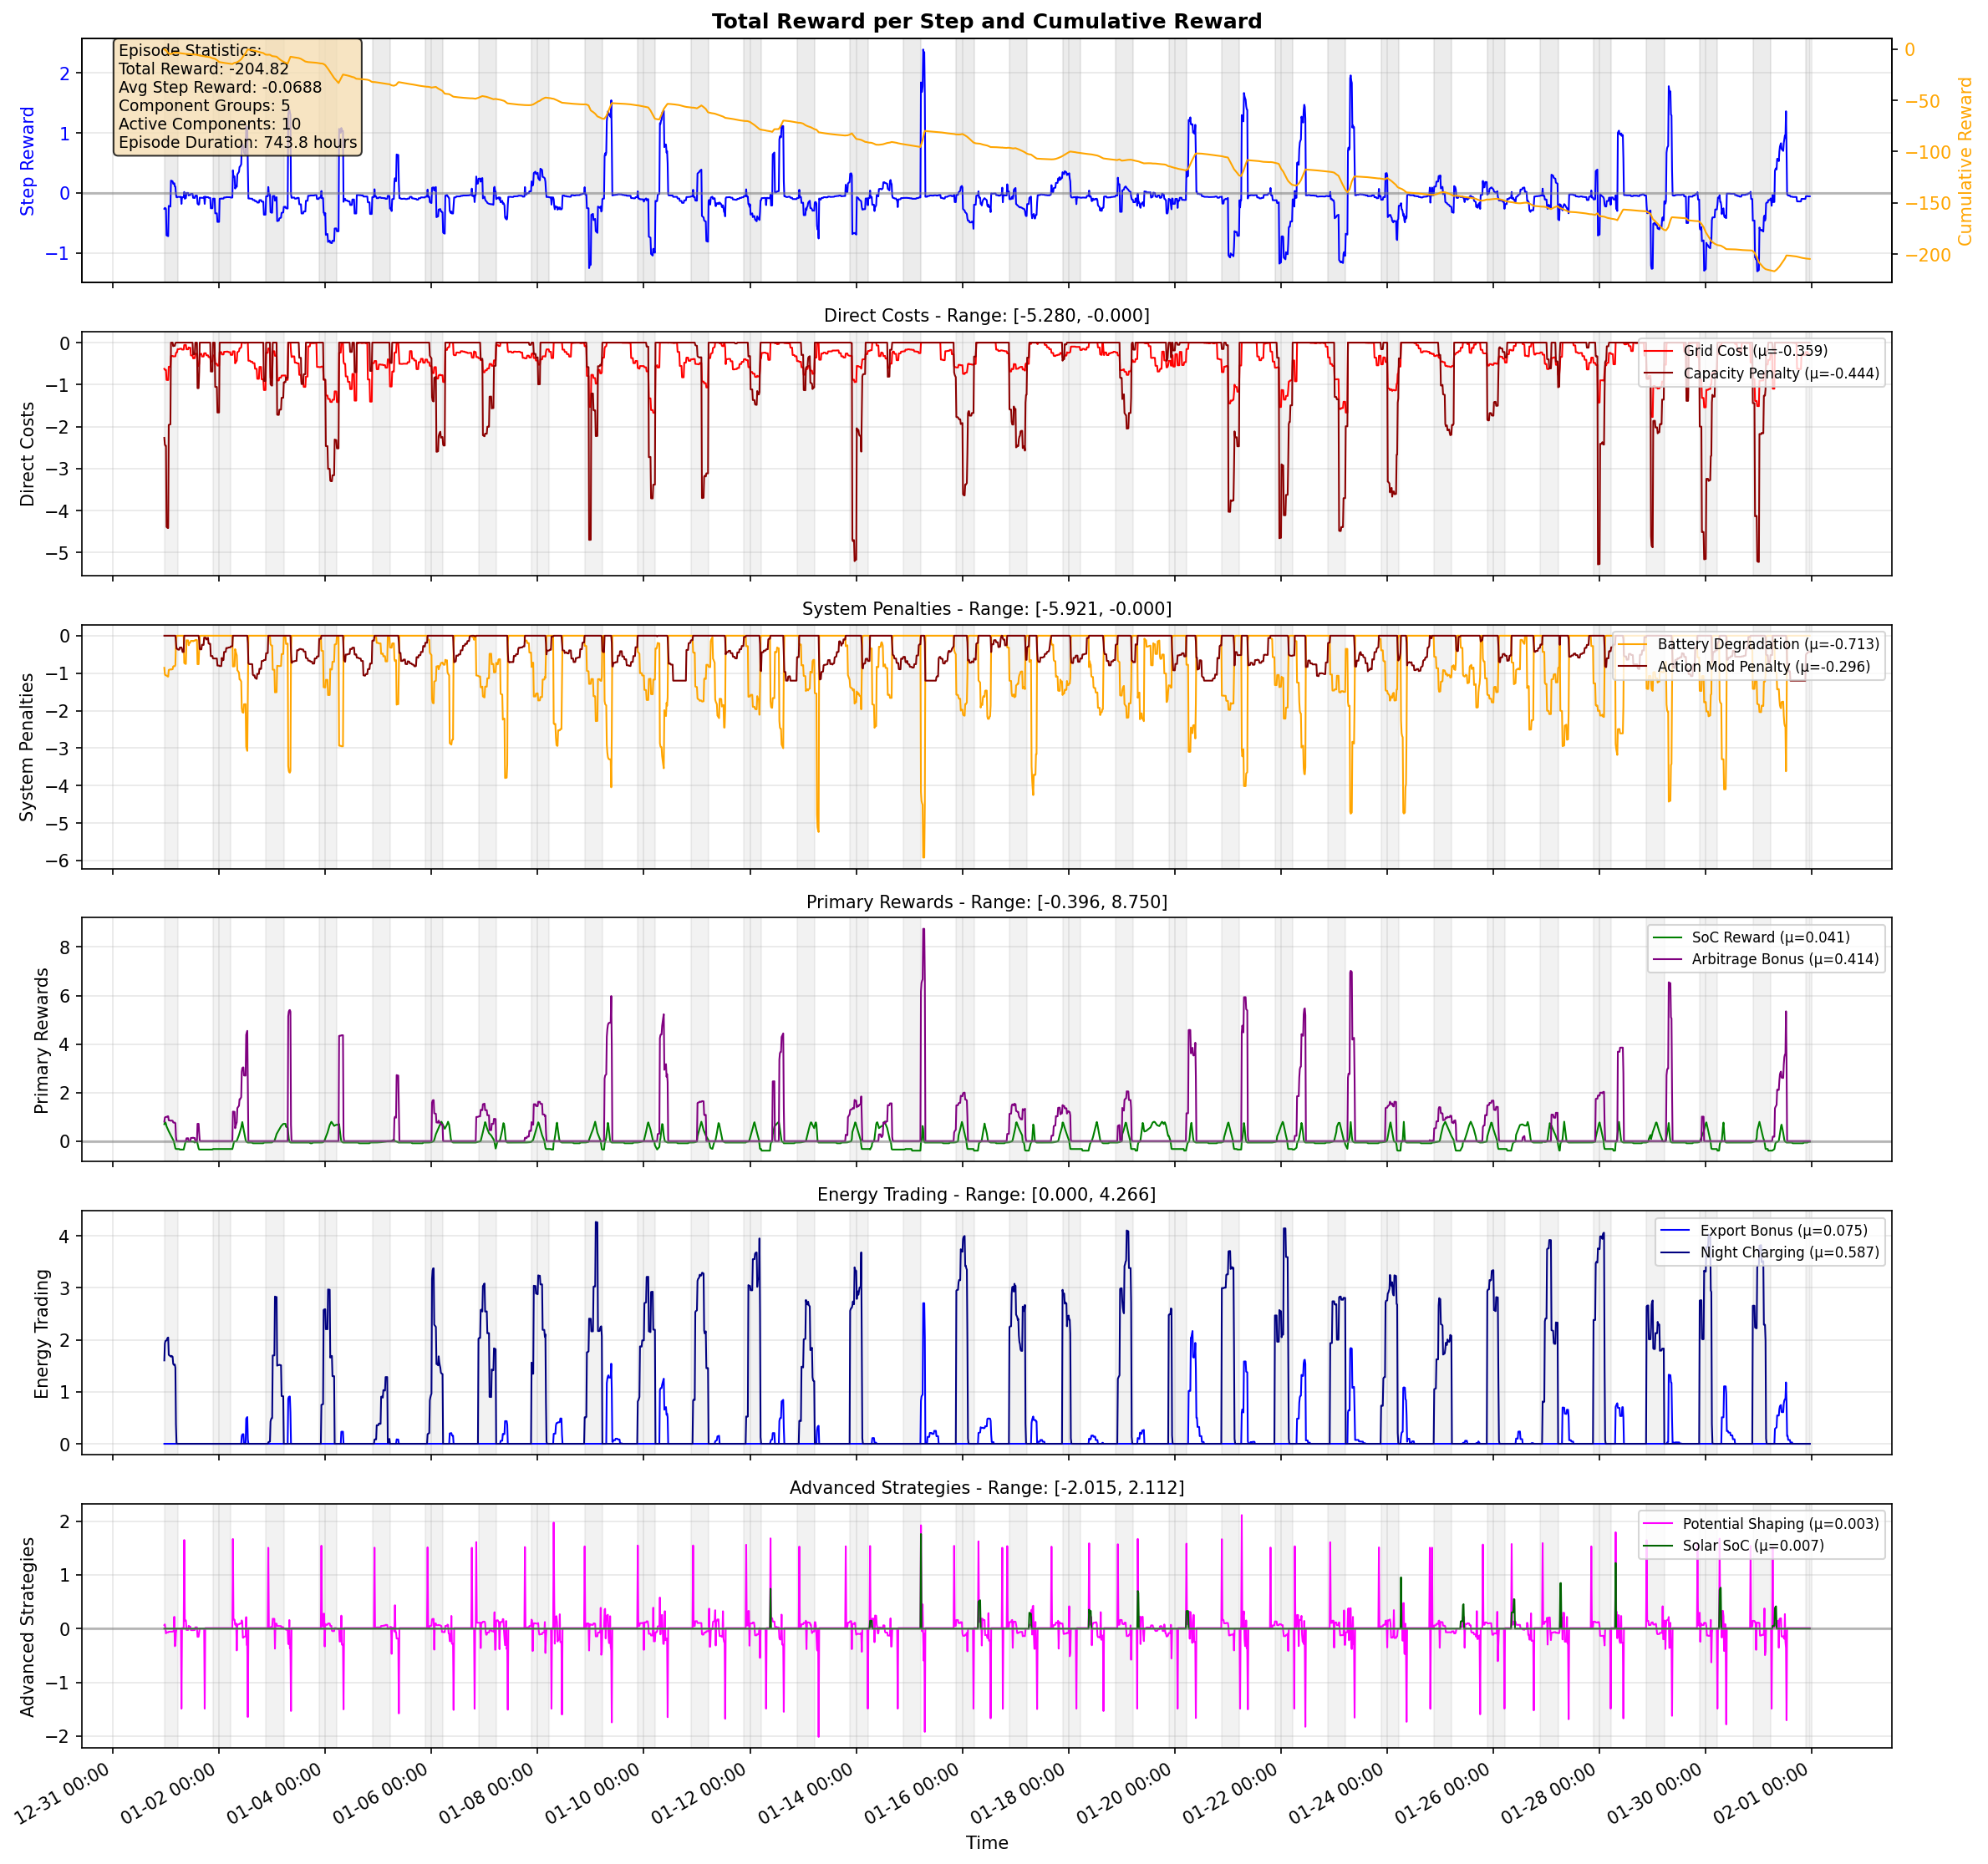 Total Reward per Step and Cumulative Reward
Episode Statistics:
Total Reward: -204.82
Avg Step Reward: -0.0688
Component Groups: 5
Active Components: 10
Episode Duration: 743.8 hours
Step Reward
2
1
0
−1
Cumulative Reward
0
−50
−100
−150
−200
Direct Costs - Range: [-5.280, -0.000]
Direct Costs
0
−1
−2
−3
−4
−5
Grid Cost (μ=-0.359)
Capacity Penalty (μ=-0.444)
System Penalties - Range: [-5.921, -0.000]
System Penalties
0
−1
−2
−3
−4
−5
−6
Battery Degradation (μ=-0.713)
Action Mod Penalty (μ=-0.296)
Primary Rewards - Range: [-0.396, 8.750]
Primary Rewards
8
6
4
2
0
SoC Reward (μ=0.041)
Arbitrage Bonus (μ=0.414)
Energy Trading - Range: [0.000, 4.266]
Energy Trading
4
3
2
1
0
Export Bonus (μ=0.075)
Night Charging (μ=0.587)
Advanced Strategies - Range: [-2.015, 2.112]
Advanced Strategies
2
1
0
−1
−2
Potential Shaping (μ=0.003)
Solar SoC (μ=0.007)
12-31 00:00
01-02 00:00
01-04 00:00
01-06 00:00
01-08 00:00
01-10 00:00
01-12 00:00
01-14 00:00
01-16 00:00
01-18 00:00
01-20 00:00
01-22 00:00
01-24 00:00
01-26 00:00
01-28 00:00
01-30 00:00
02-01 00:00
Time